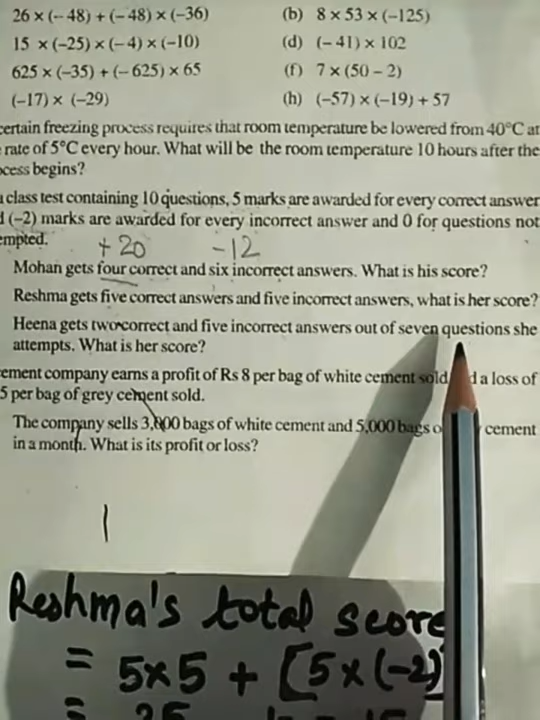 26 × (– 48) + (– 48) × (–36)
(b) 8 × 53 × (–125)
15 × (–25) × (– 4) × (–10)
(d) (– 41) × 102
625 × (–35) + (– 625) × 65
(f) 7 × (50 – 2)
(–17) × (–29)
(h) (–57) × (–19) + 57
certain freezing process requires that room temperature be lowered from 40°C at
rate of 5°C every hour. What will be the room temperature 10 hours after the
begins?
class test containing 10 questions, 5 marks are awarded for every correct answer
(–2) marks are awarded for every incorrect answer and 0 for questions not
+20 -12
Mohan gets four correct and six incorrect answers. What is his score?
Reshma gets five correct answers and five incorrect answers, what is her score?
Heena gets two correct and five incorrect answers out of seven questions she
attempts. What is her score?
company earns a profit of Rs 8 per bag of white cement sold a loss of
5 per bag of grey cement sold.
The company sells 3,000 bags of white cement and 5,000 bags cement
in a month. What is its profit or loss?
Reshma's total score
= 5×5 + [5×(-2)
=